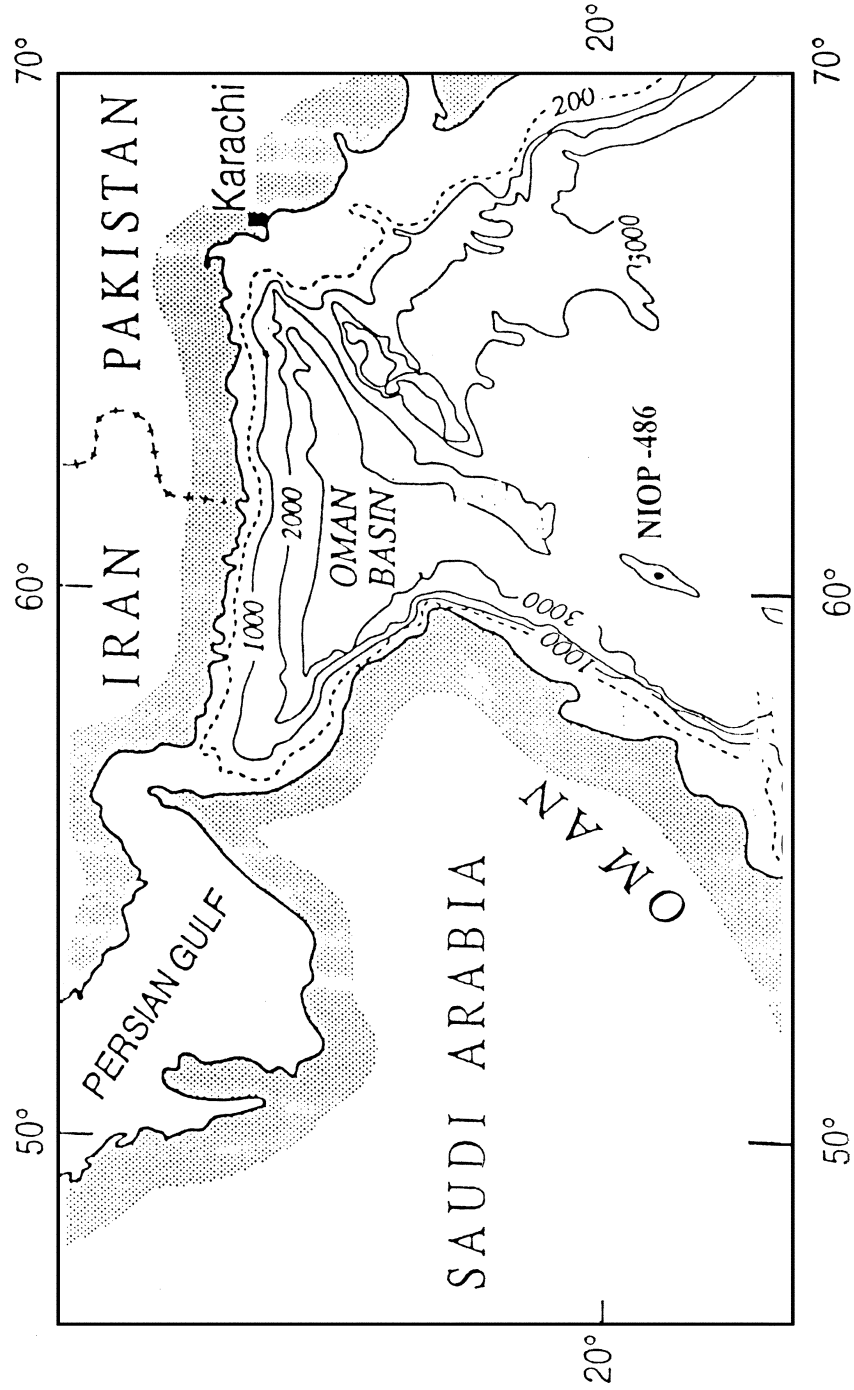 50°
60°
70°
IRAN
PAKISTAN
Karachi
PERSIAN GULF
1000
2000
OMAN
BASIN
200
SAUDI ARABIA
OMAN
1000
3000
3000
NIOP-486
20°
20°
50°
60°
70°